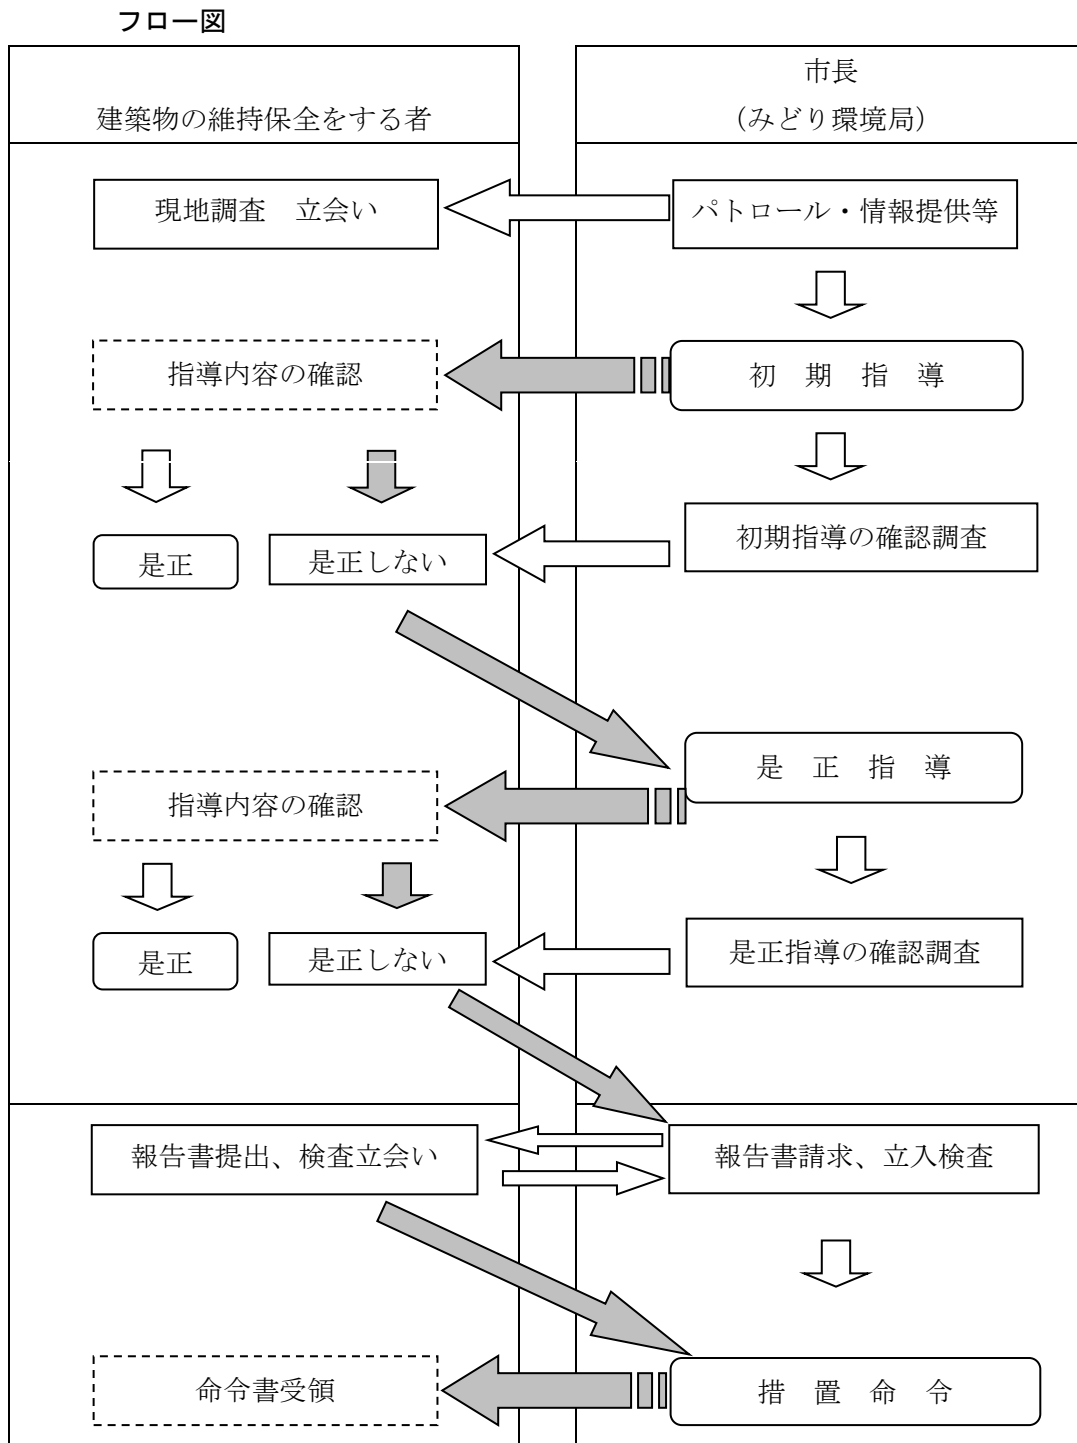 フロー図
建築物の維持保全をする者
市長
（みどり環境局）
現地調査　立会い
パトロール・情報提供等
指導内容の確認
初　期　指　導
是正
是正しない
初期指導の確認調査
是　正　指　導
指導内容の確認
是正
是正しない
是正指導の確認調査
報告書提出、検査立会い
報告書請求、立入検査
命令書受領
措　置　命　令